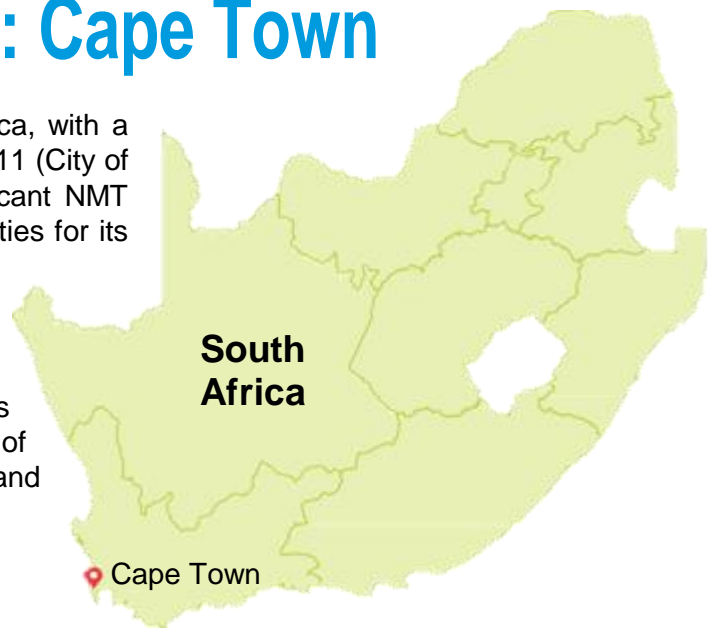 : Cape Town
ca, with a
11 (City of
cant NMT
ties for its
South
Africa
s
of
and
Cape Town